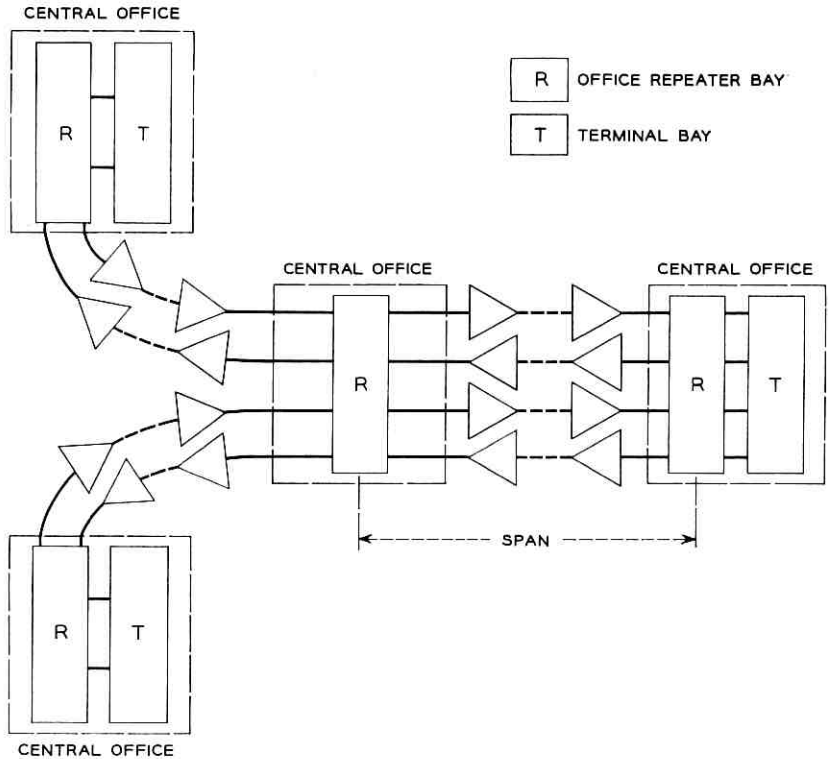 CENTRAL OFFICE
R
T
R OFFICE REPEATER BAY
T TERMINAL BAY
CENTRAL OFFICE
CENTRAL OFFICE
R
R
T
SPAN
R
T
CENTRAL OFFICE